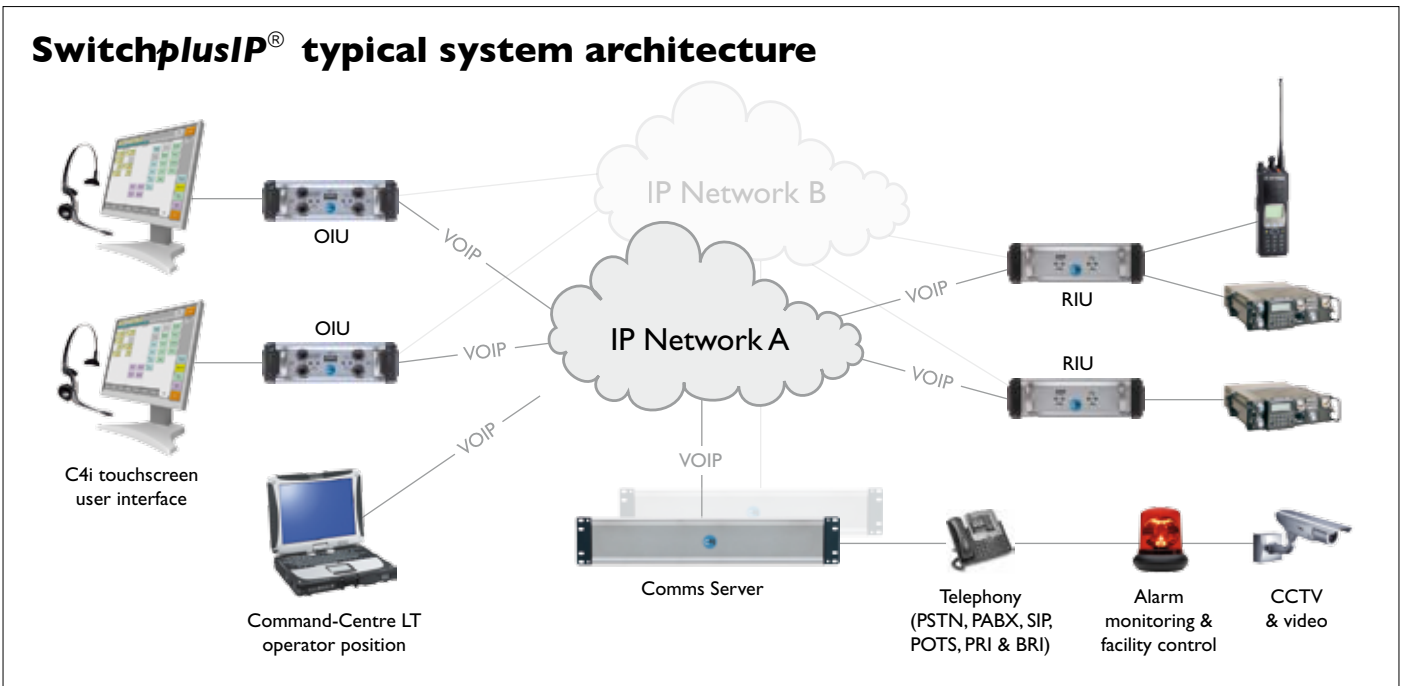 SwitchplusIP® typical system architecture
IP Network B
OIU
VOIP
IP Network A
VOIP
RIU
OIU
VOIP
VOIP
RIU
VOIP
VOIP
C4i touchscreen
user interface
Comms Server
Command-Centre LT
operator position
Telephony
(PSTN, PABX, SIP,
POTS, PRI & BRI)
Alarm
monitoring &
facility control
CCTV
& video